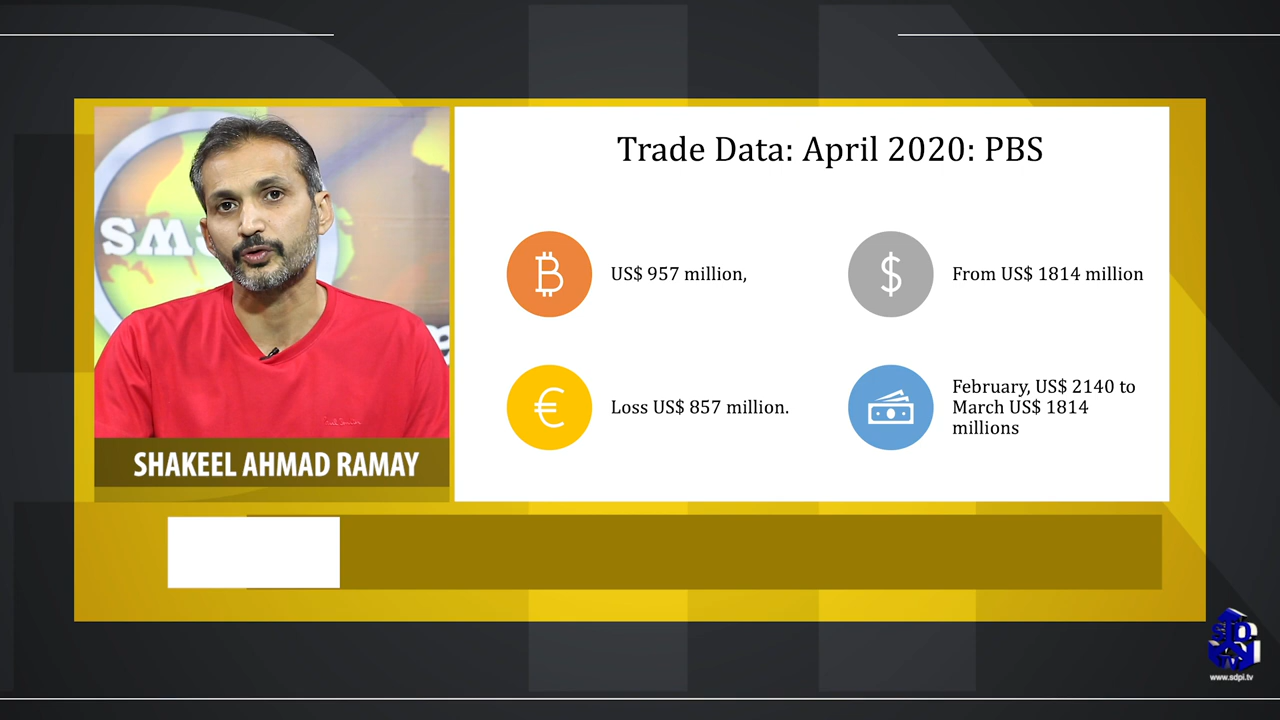 Trade Data: April 2020: PBS
SMS
US$ 957 million,
From US$ 1814 million
Loss US$ 857 million.
February, US$ 2140 to
March US$ 1814
millions
SHAKEEL AHMAD RAMAY
www.sdpi.tv